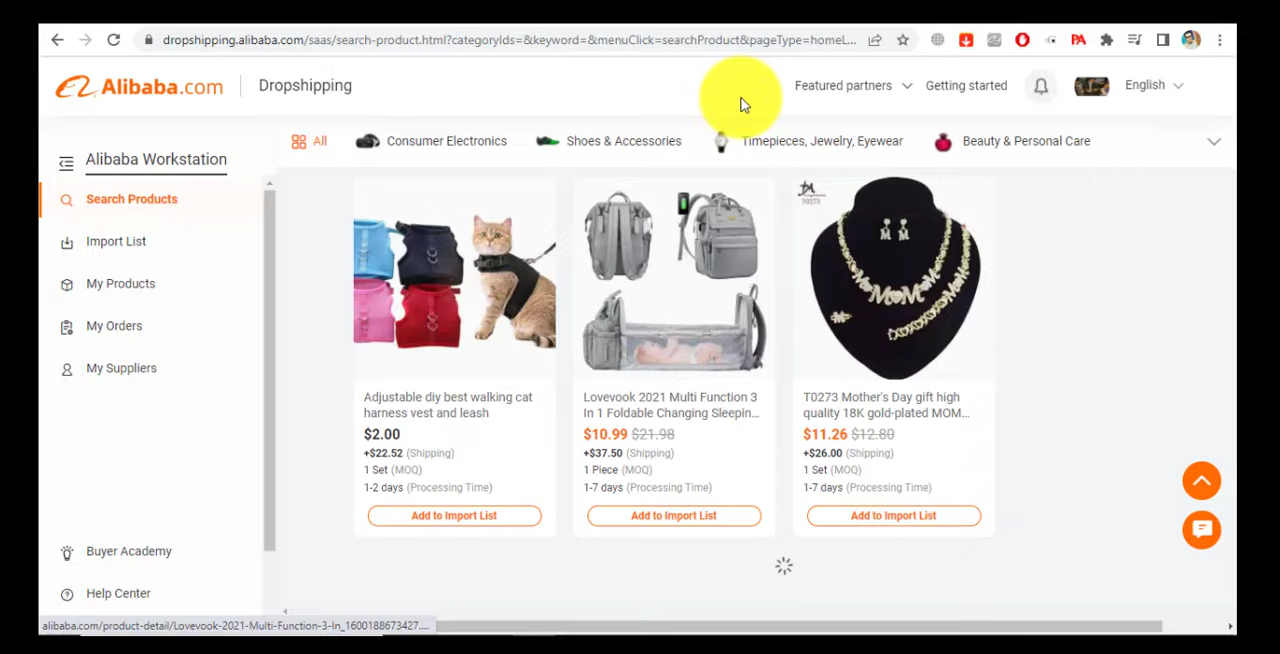 dropshipping.alibaba.com/saas/search-product.html?categoryIds=&keyword=&menuClick=searchProduct&pageType=homeL...
PA
Alibaba.com
Dropshipping
Featured partners
Getting started
English
All
Consumer Electronics
Shoes & Accessories
Timepieces, Jewelry, Eyewear
Beauty & Personal Care
Alibaba Workstation
Search Products
Import List
My Products
My Orders
My Suppliers
Buyer Academy
Help Center
Adjustable diy best walking cat
harness vest and leash
$2.00
+$22.52 (Shipping)
1 Set (MOQ)
1-2 days (Processing Time)
Add to Import List
Lovevook 2021 Multi Function 3
In 1 Foldable Changing Sleepin...
$10.99 $21.98
+$37.50 (Shipping)
1 Piece (MOQ)
1-7 days (Processing Time)
Add to Import List
T0273
MOM
T0273 Mother's Day gift high
quality 18K gold-plated MOM...
$11.26 $12.80
+$26.00 (Shipping)
1 Set (MOQ)
1-7 days (Processing Time)
Add to Import List
alibaba.com/product-detail/Lovevook-2021-Multi-Function-3-In_1600188673427....